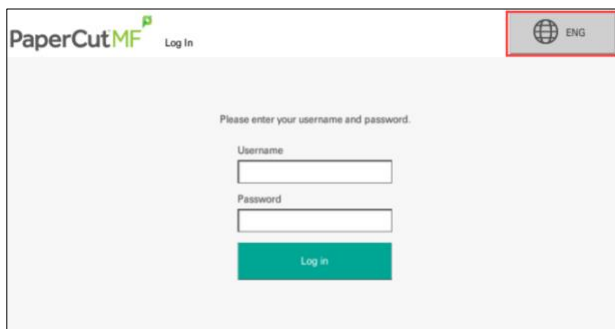 PaperCutMF Log In
ENG
Please enter your username and password.
Username
Password
Log in